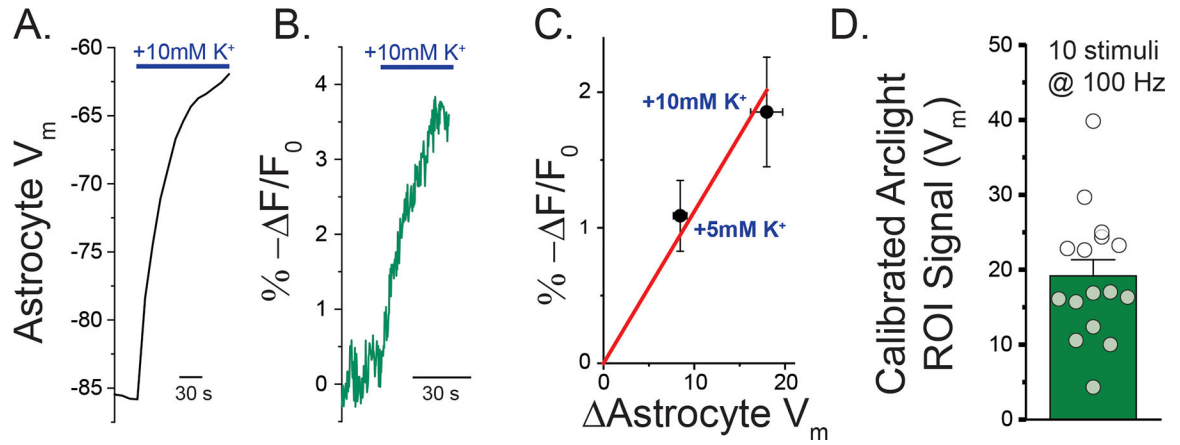 A.
Astrocyte Vm
-60
-65
-70
-75
-80
-85
+10mM K+
30 s
B.
% −ΔF/F0
4
3
2
1
0
+10mM K+
30 s
C.
% −ΔF/F0
2
1
0
+10mM K+
+5mM K+
0
10
20
ΔAstrocyte Vm
D.
Calibrated Arclight
ROI Signal (Vm)
50
40
30
20
10
0
10 stimuli
@ 100 Hz